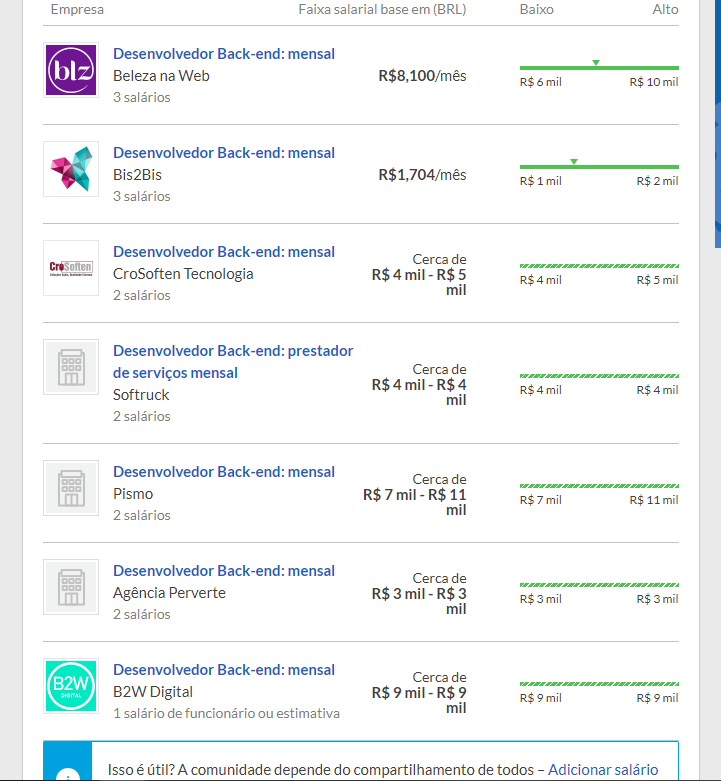 Empresa Faixa salarial base em (BRL) Baixo Alto
blz
Desenvolvedor Back-end: mensal
Beleza na Web
3 salários
R$8,100/mês
R$ 6 mil R$ 10 mil
Desenvolvedor Back-end: mensal
Bis2Bis
3 salários
R$1,704/mês
R$ 1 mil R$ 2 mil
CroSoften
Desenvolvedor Back-end: mensal
CroSoften Tecnologia
2 salários
Cerca de
R$ 4 mil - R$ 5
mil
R$ 4 mil R$ 5 mil
Desenvolvedor Back-end: prestador
de serviços mensal
Softruck
2 salários
Cerca de
R$ 4 mil - R$ 4
mil
R$ 4 mil R$ 4 mil
Desenvolvedor Back-end: mensal
Pismo
2 salários
Cerca de
R$ 7 mil - R$ 11
mil
R$ 7 mil R$ 11 mil
Desenvolvedor Back-end: mensal
Agência Perverte
2 salários
Cerca de
R$ 3 mil - R$ 3
mil
R$ 3 mil R$ 3 mil
B2W
DIGITAL
Desenvolvedor Back-end: mensal
B2W Digital
1 salário de funcionário ou estimativa
Cerca de
R$ 9 mil - R$ 9
mil
R$ 9 mil R$ 9 mil
Isso é útil? A comunidade depende do compartilhamento de todos – Adicionar salário